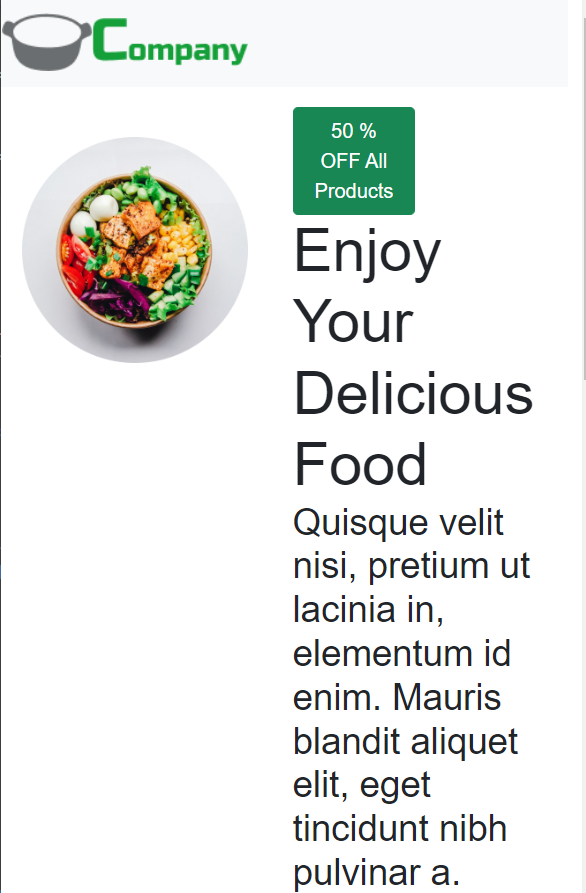 Company
50 %
OFF All
Products
Enjoy
Your
Delicious
Food
Quisque velit
nisi, pretium ut
lacinia in,
elementum id
enim. Mauris
blandit aliquet
elit, eget
tincidunt nibh
pulvinar a.